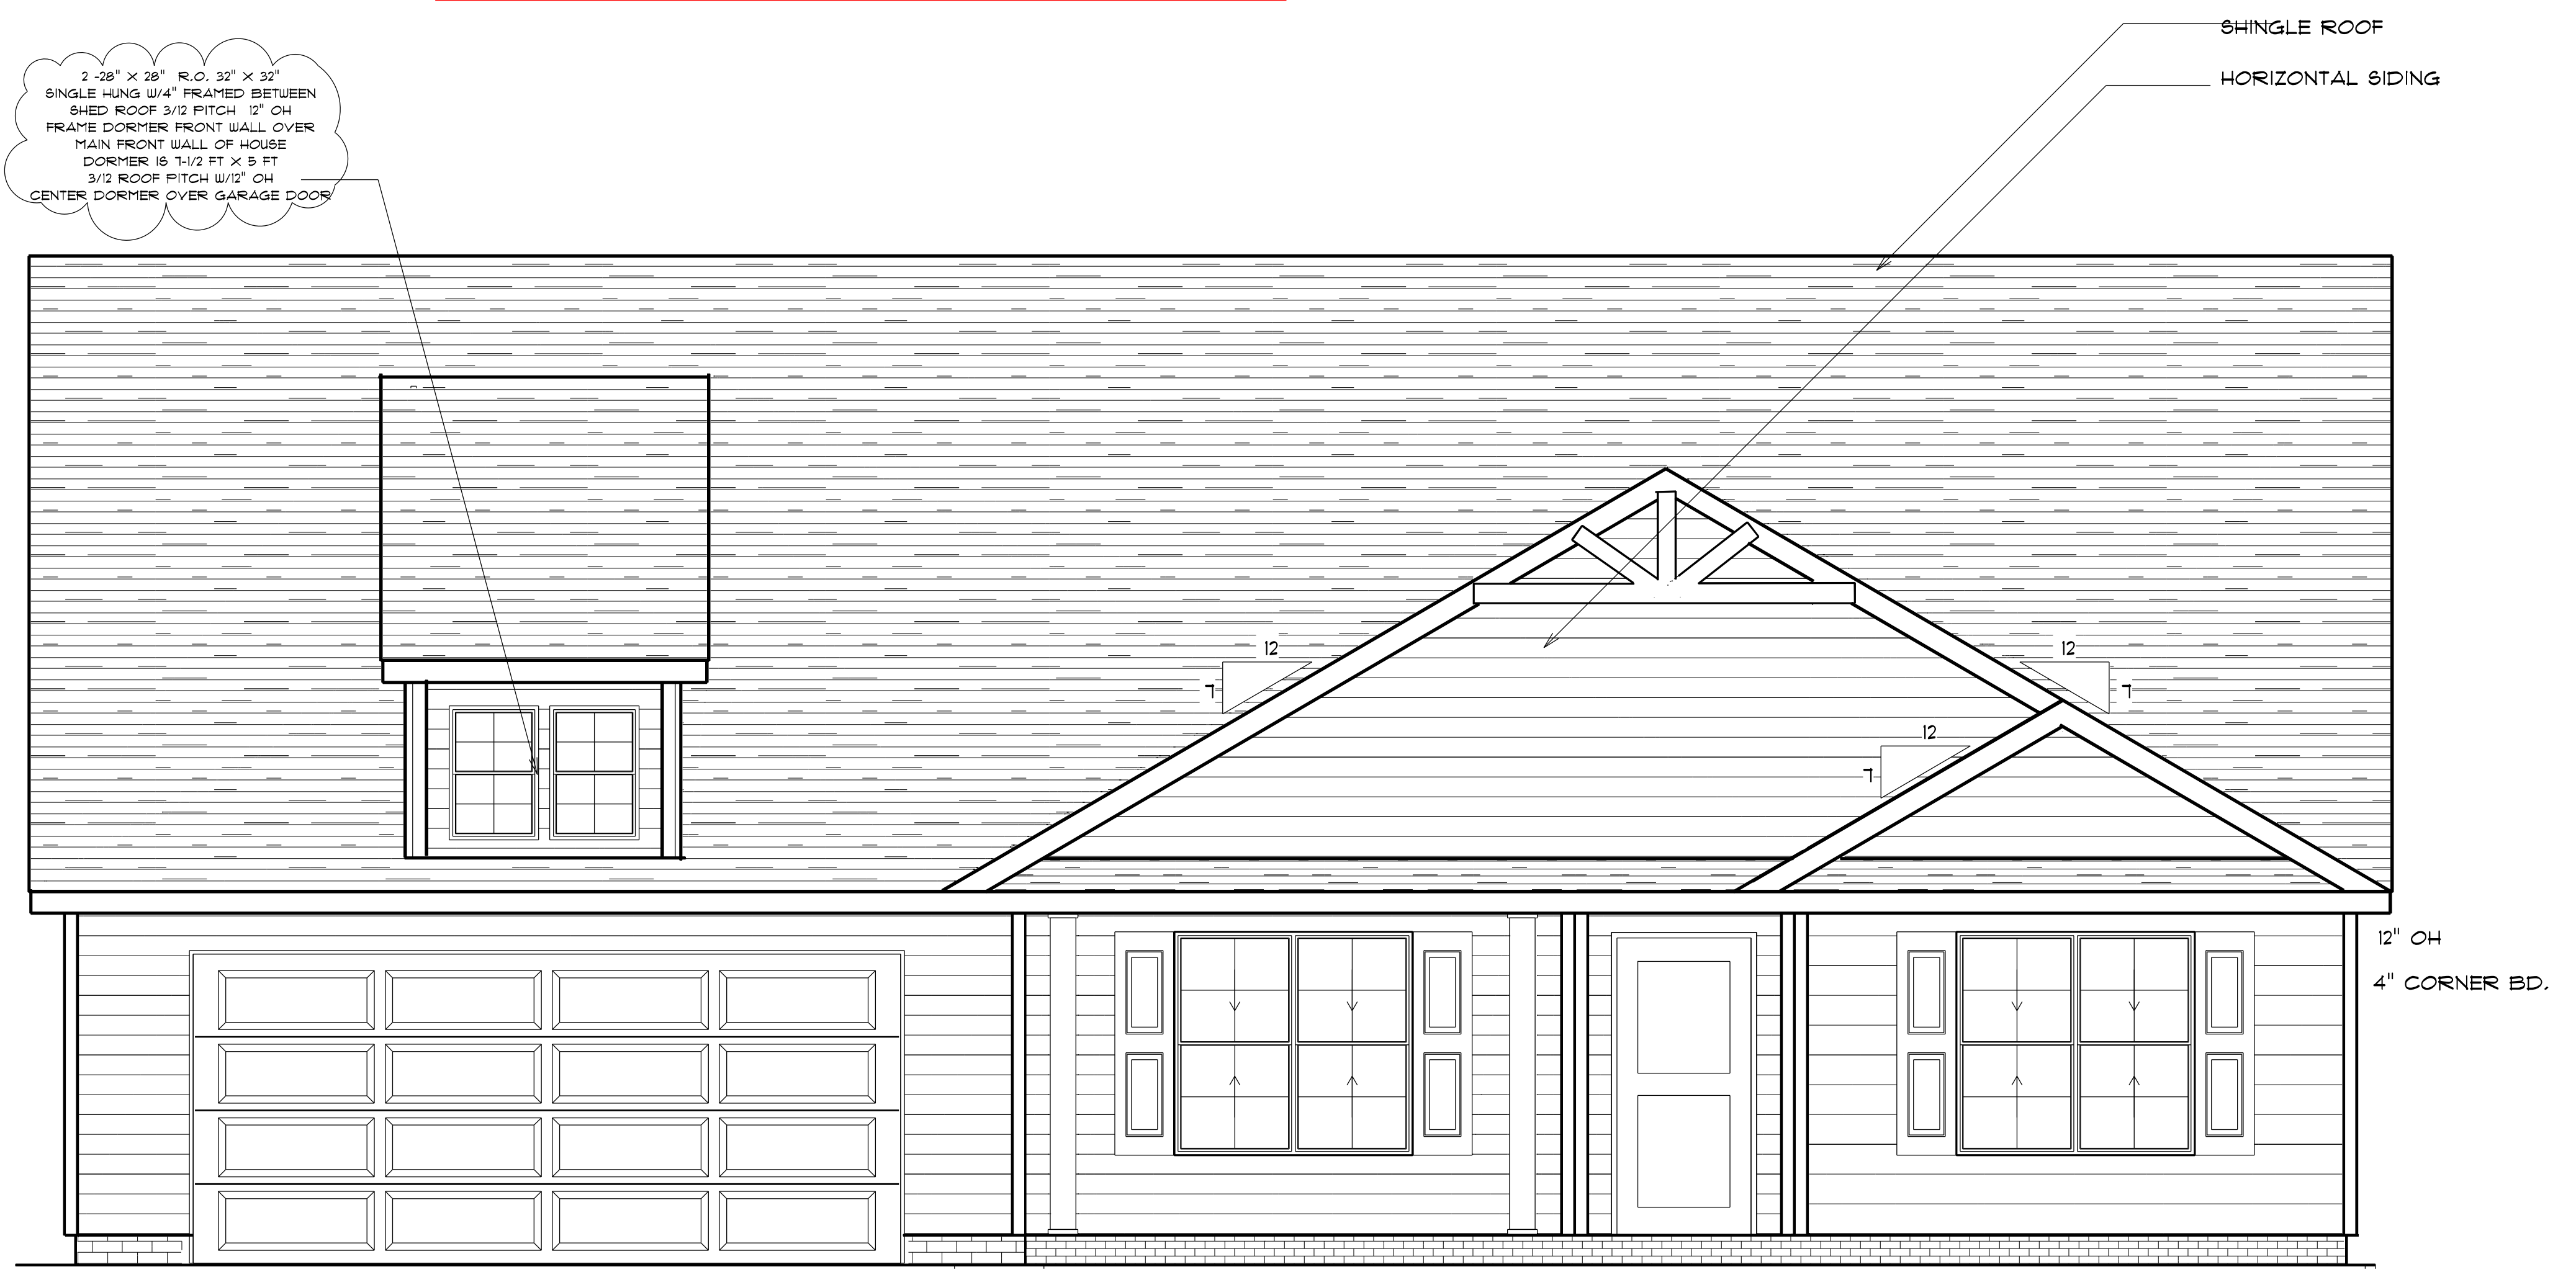 2 -28" X 28"  R.O. 32" X 32"
SINGLE HUNG W/4" FRAMED BETWEEN
SHED ROOF 3/12 PITCH  12" OH
FRAME DORMER FRONT WALL OVER
MAIN FRONT WALL OF HOUSE
DORMER IS 7-1/2 FT X 5 FT
3/12 ROOF PITCH W/12" OH
CENTER DORMER OVER GARAGE DOOR
SHINGLE ROOF
HORIZONTAL SIDING
12
7
12
7
12
7
12" OH
4" CORNER BD.